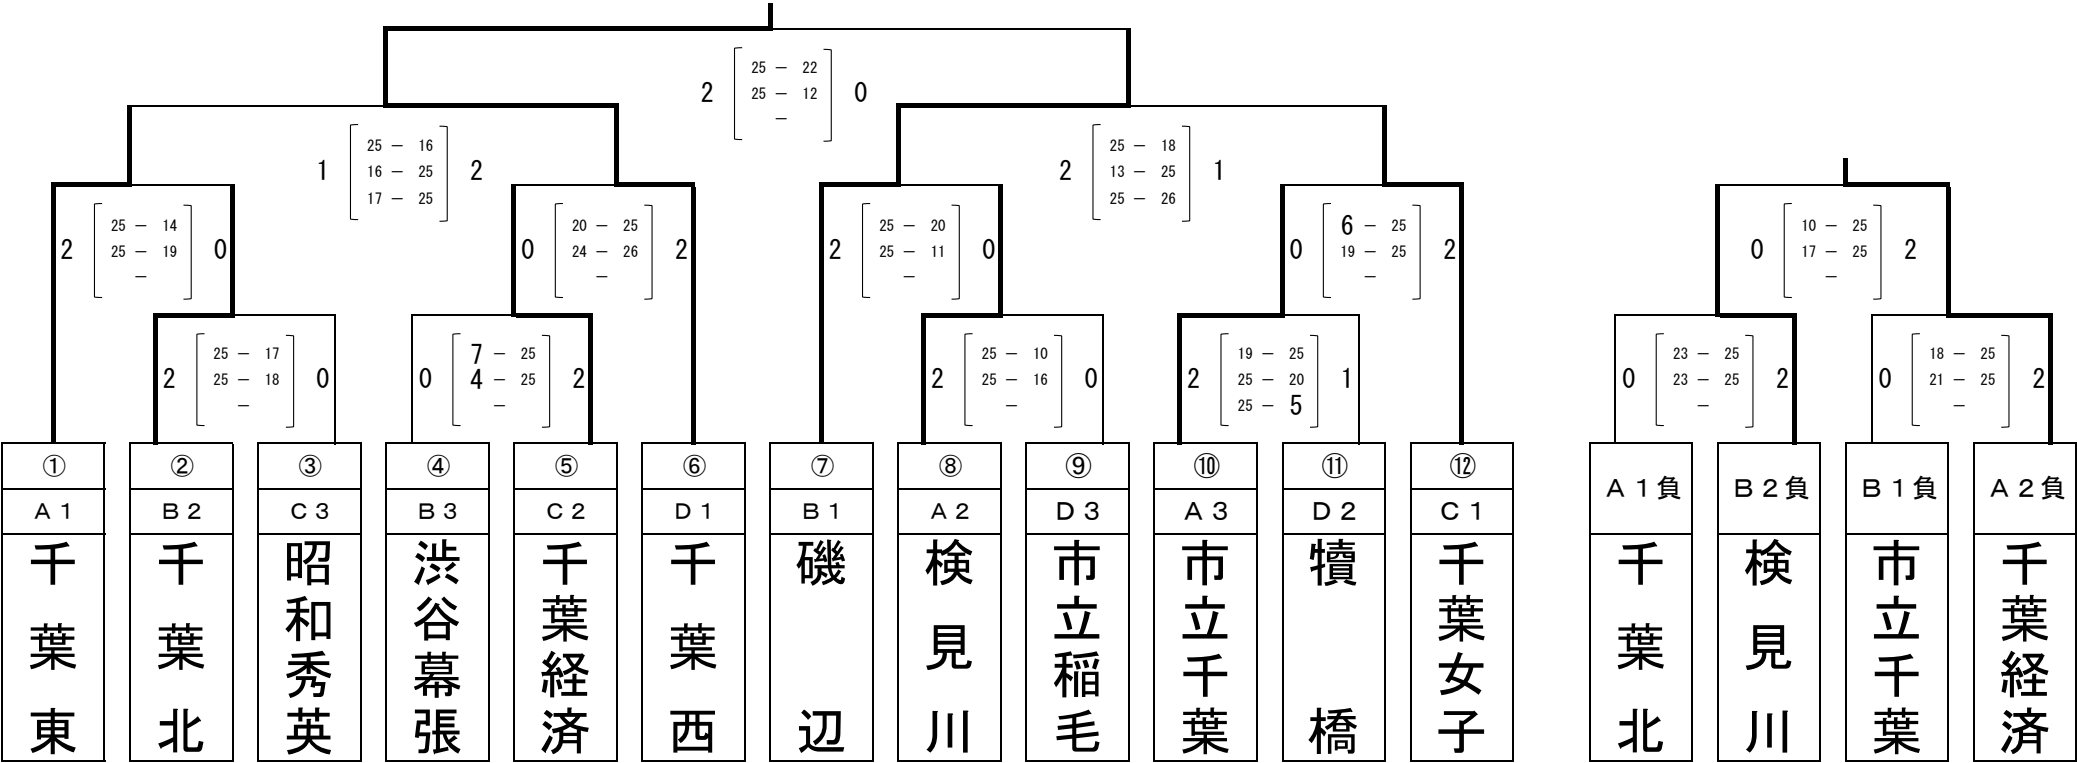 25 － 22
2 25 － 12 0
－
25 － 16
1 16 － 25 2
17 － 25
25 － 18
2 13 － 25 1
25 － 26
25 － 14
2 25 － 19 0
－
20 － 25
0 24 － 26 2
－
25 － 20
2 25 － 11 0
－
6 － 25
0 19 － 25 2
－
10 － 25
0 17 － 25 2
－
25 － 17
2 25 － 18 0
－
7 － 25
0 4 － 25 2
－
25 － 10
2 25 － 16 0
－
19 － 25
2 25 － 20 1
25 － 5
23 － 25
0 23 － 25 2
－
18 － 25
0 21 － 25 2
－
① ② ③ ④ ⑤ ⑥ ⑦ ⑧ ⑨ ⑩ ⑪ ⑫
A１ B２ C３ B３ C２ D１ B１ A２ D３ A３ D２ C１
A１負 B２負 B１負 A２負
千葉東
千葉北
昭和秀英
渋谷幕張
千葉経済
千葉西
磯辺
検見川
市立稲毛
市立千葉
犢橋
千葉女子
千葉北
検見川
市立千葉
千葉経済